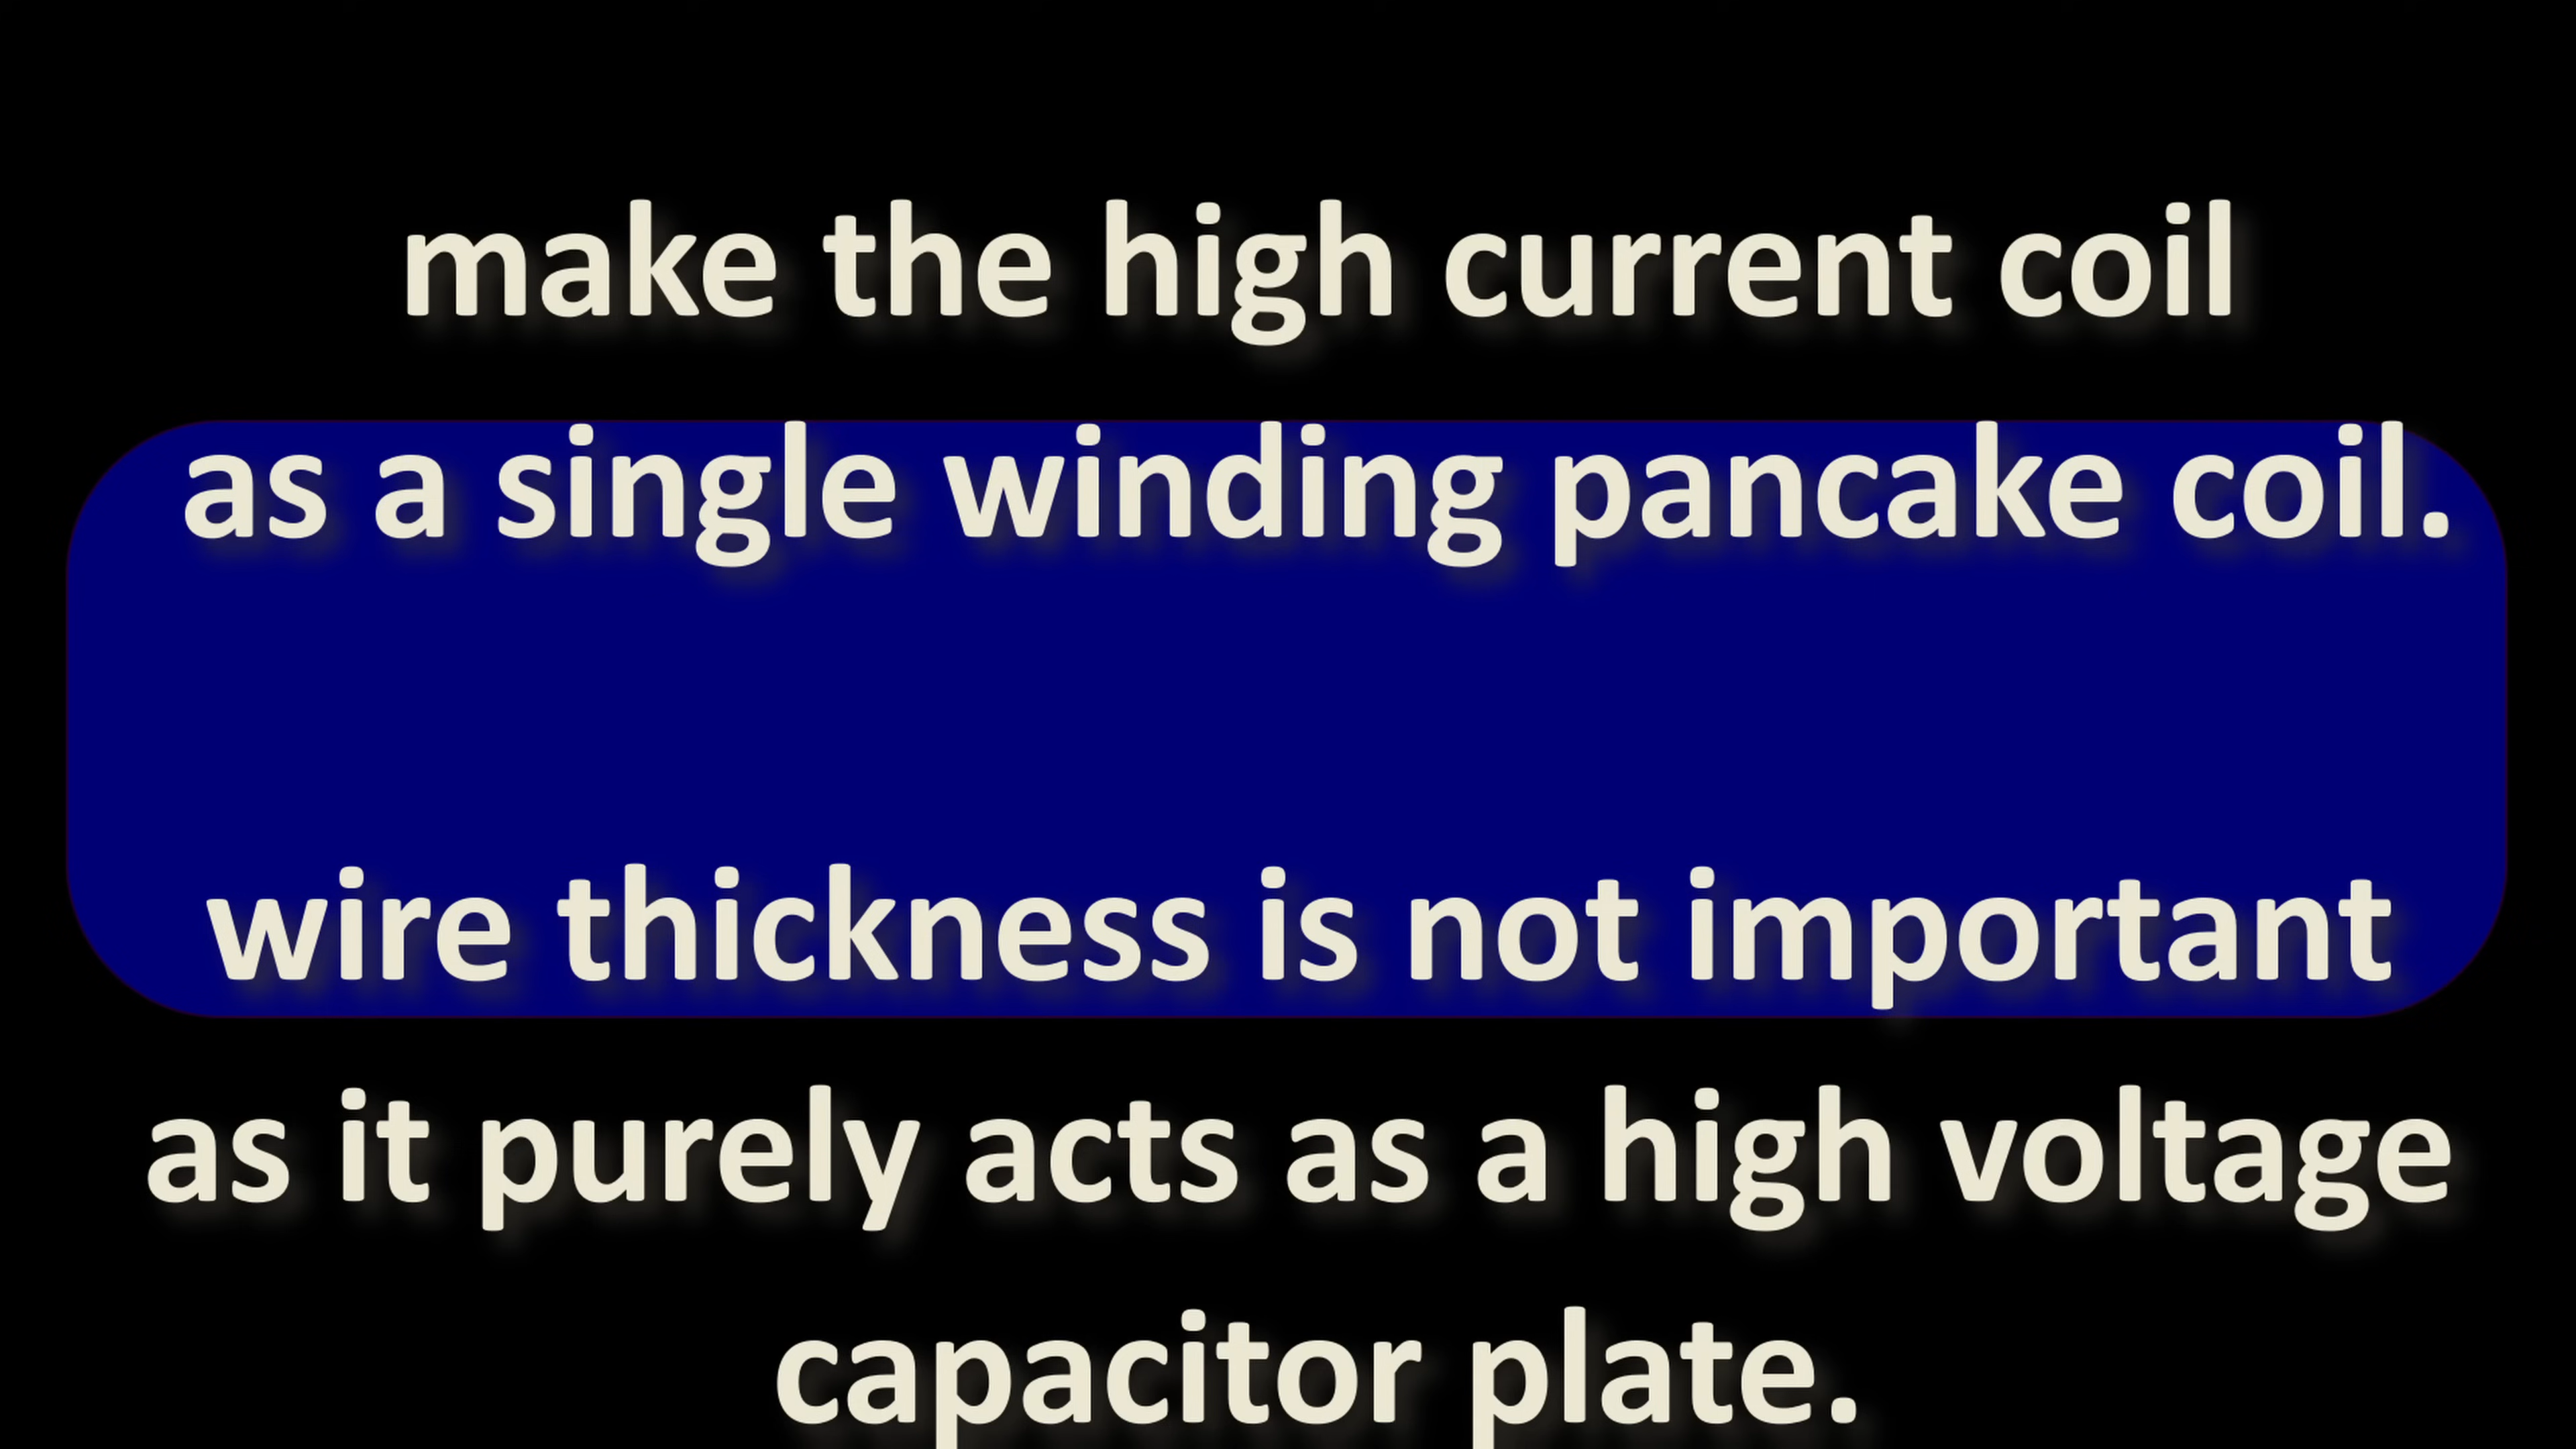 make the high current coil
as a single winding pancake coil.
wire thickness is not important
as it purely acts as a high voltage
capacitor plate.